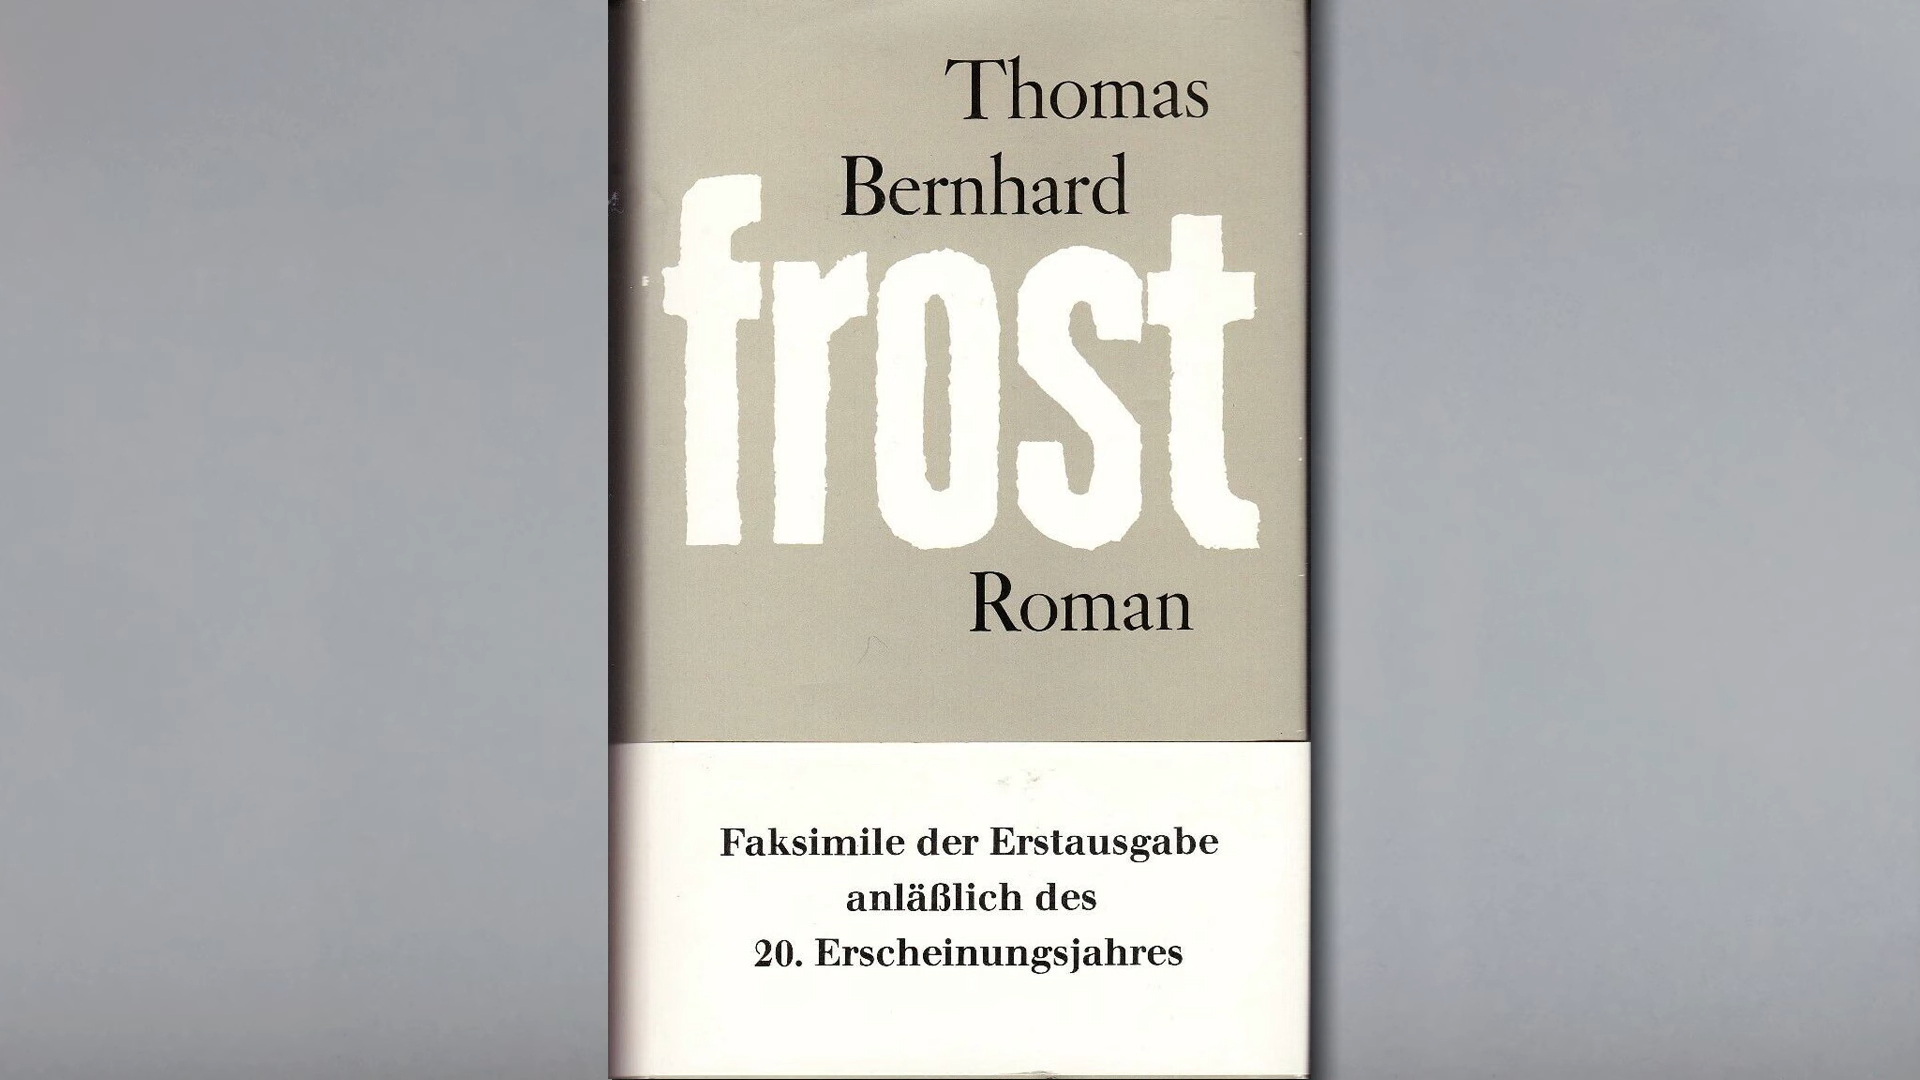 Thomas
Bernhard
frost
Roman
Faksimile der Erstausgabe
anläßlich des
20. Erscheinungsjahres